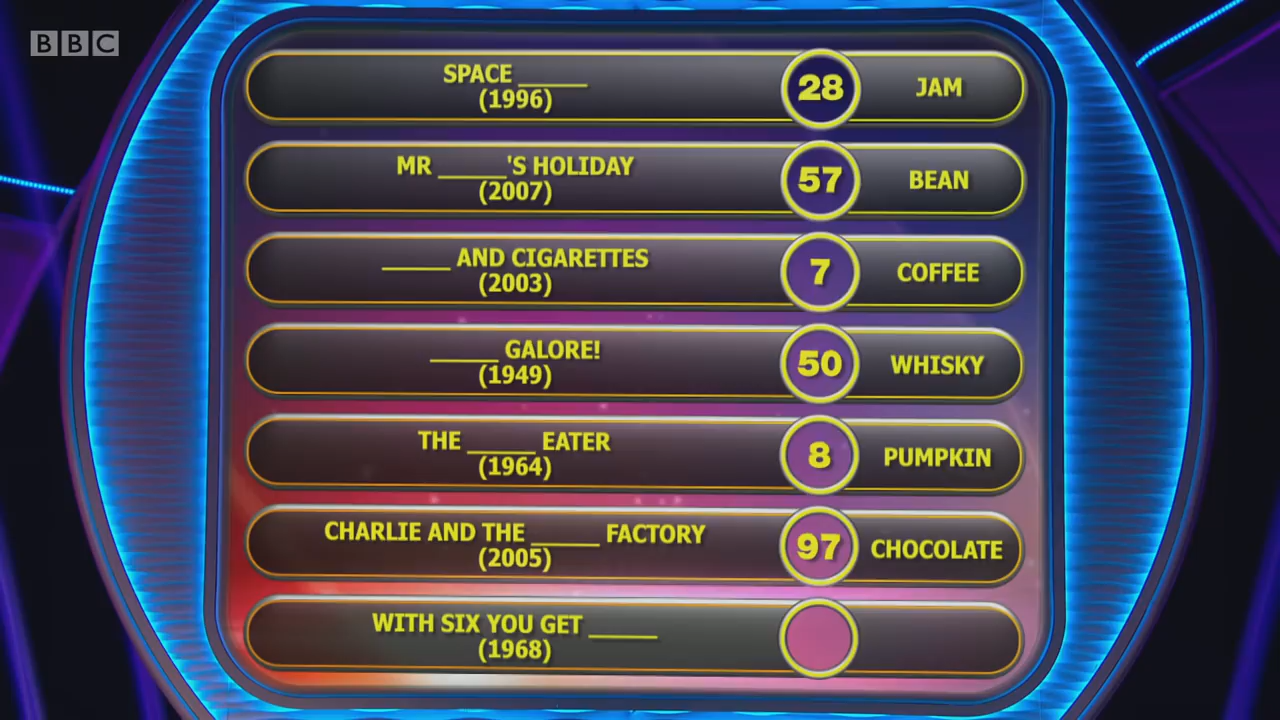 BBC
SPACE _____
(1996)
28
JAM
MR _____'S HOLIDAY
(2007)
57
BEAN
_____ AND CIGARETTES
(2003)
7
COFFEE
_____ GALORE!
(1949)
50
WHISKY
THE _____ EATER
(1964)
8
PUMPKIN
CHARLIE AND THE _____ FACTORY
(2005)
97
CHOCOLATE
WITH SIX YOU GET _____
(1968)